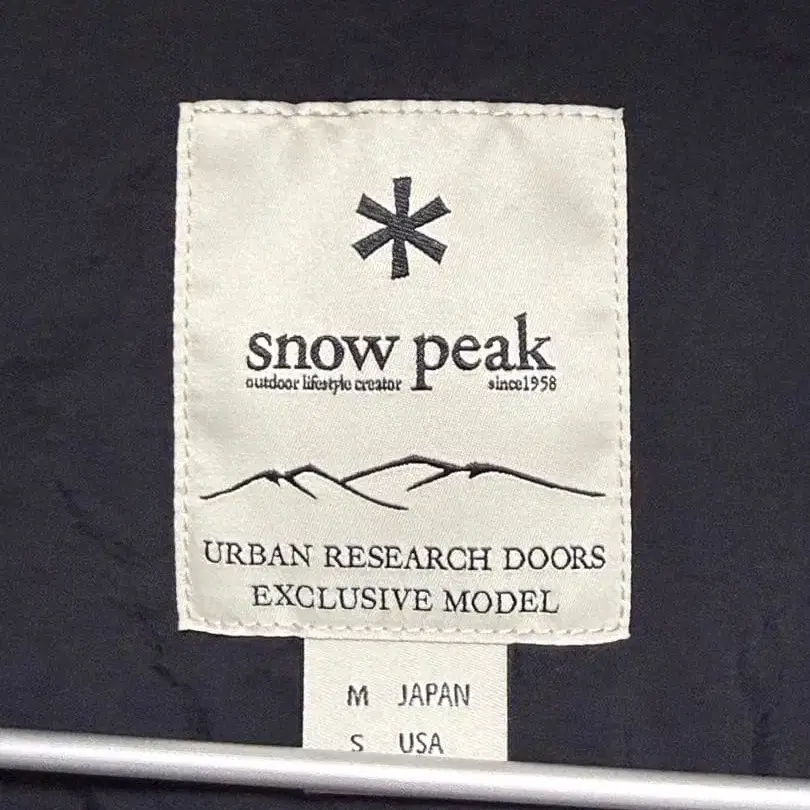 snow peak
outdoor lifestyle creator since1958
URBAN RESEARCH DOORS
EXCLUSIVE MODEL
M JAPAN
S USA